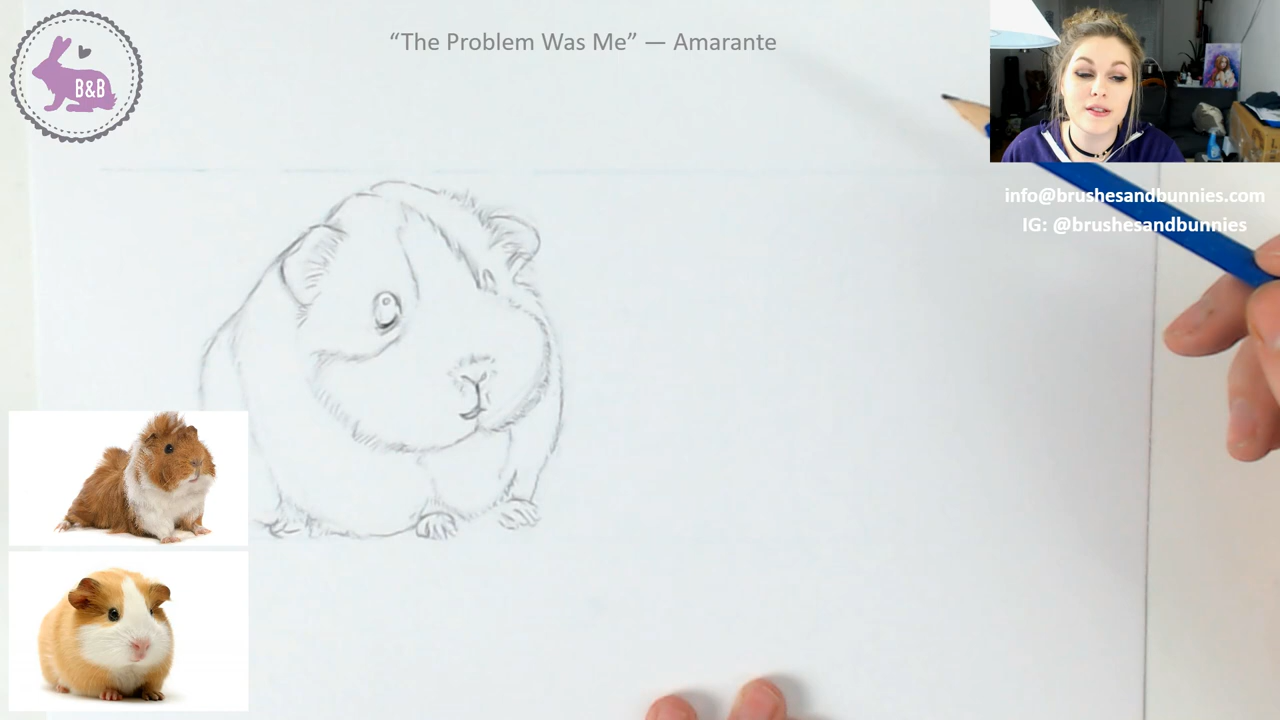 “The Problem Was Me” — Amarante
B&B
info@brushesandbunnies.com
IG: @brushesandbunnies